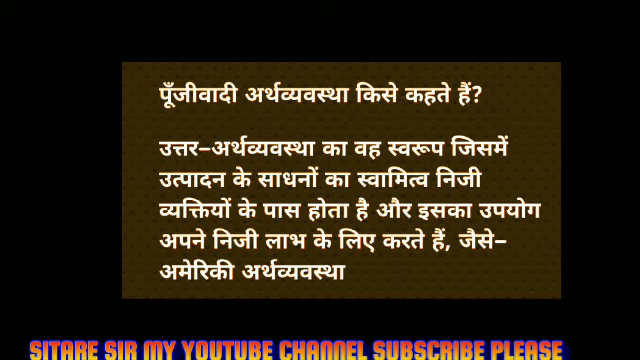 पूँजीवादी अर्थव्यवस्था किसे कहते हैं?
उत्तर–अर्थव्यवस्था का वह स्वरूप जिसमें
उत्पादन के साधनों का स्वामित्व निजी
व्यक्तियों के पास होता है और इसका उपयोग
अपने निजी लाभ के लिए करते हैं, जैसे–
अमेरिकी अर्थव्यवस्था
SITARE SIR MY YOUTUBE CHANNEL SUBSCRIBE PLEASE